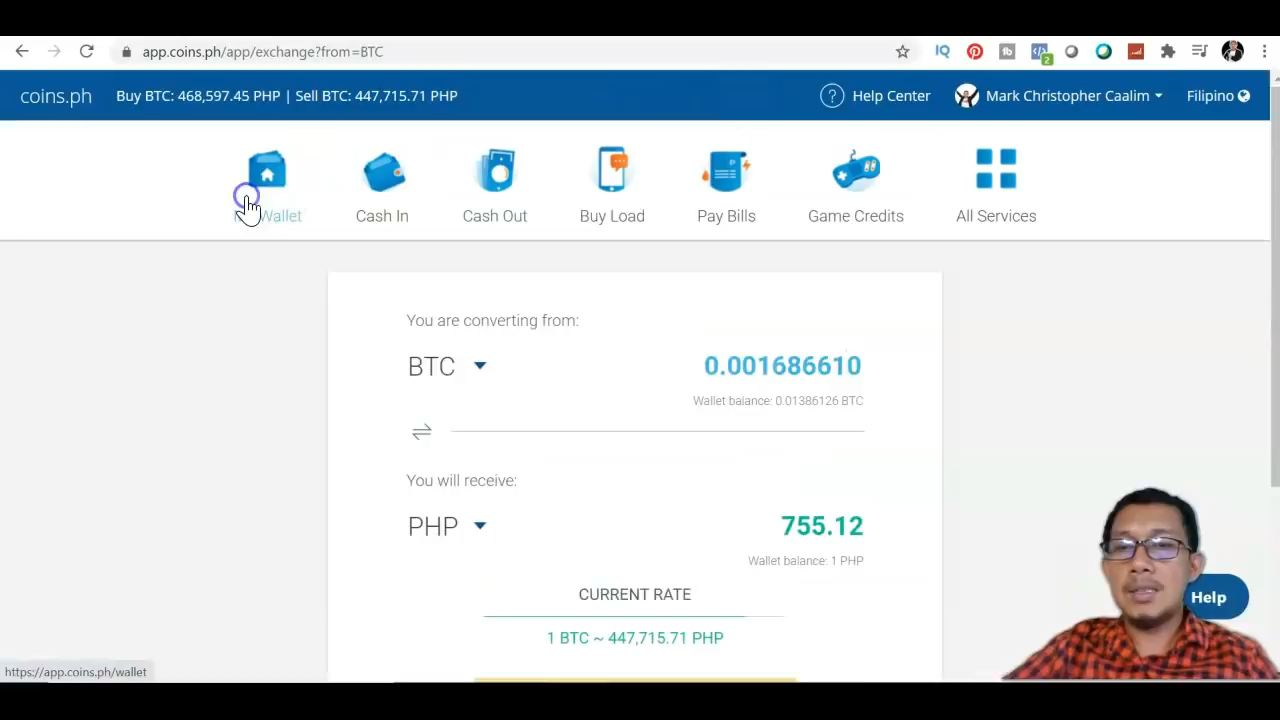 app.coins.ph/app/exchange?from=BTC
2
coins.ph Buy BTC: 468,597.45 PHP | Sell BTC: 447,715.71 PHP Help Center Mark Christopher Caalim Filipino
Wallet Cash In Cash Out Buy Load Pay Bills Game Credits All Services
You are converting from:
BTC 0.001686610
Wallet balance: 0.01386126 BTC
You will receive:
PHP 755.12
Wallet balance: 1 PHP
CURRENT RATE
Help
1 BTC ~ 447,715.71 PHP
https://app.coins.ph/wallet